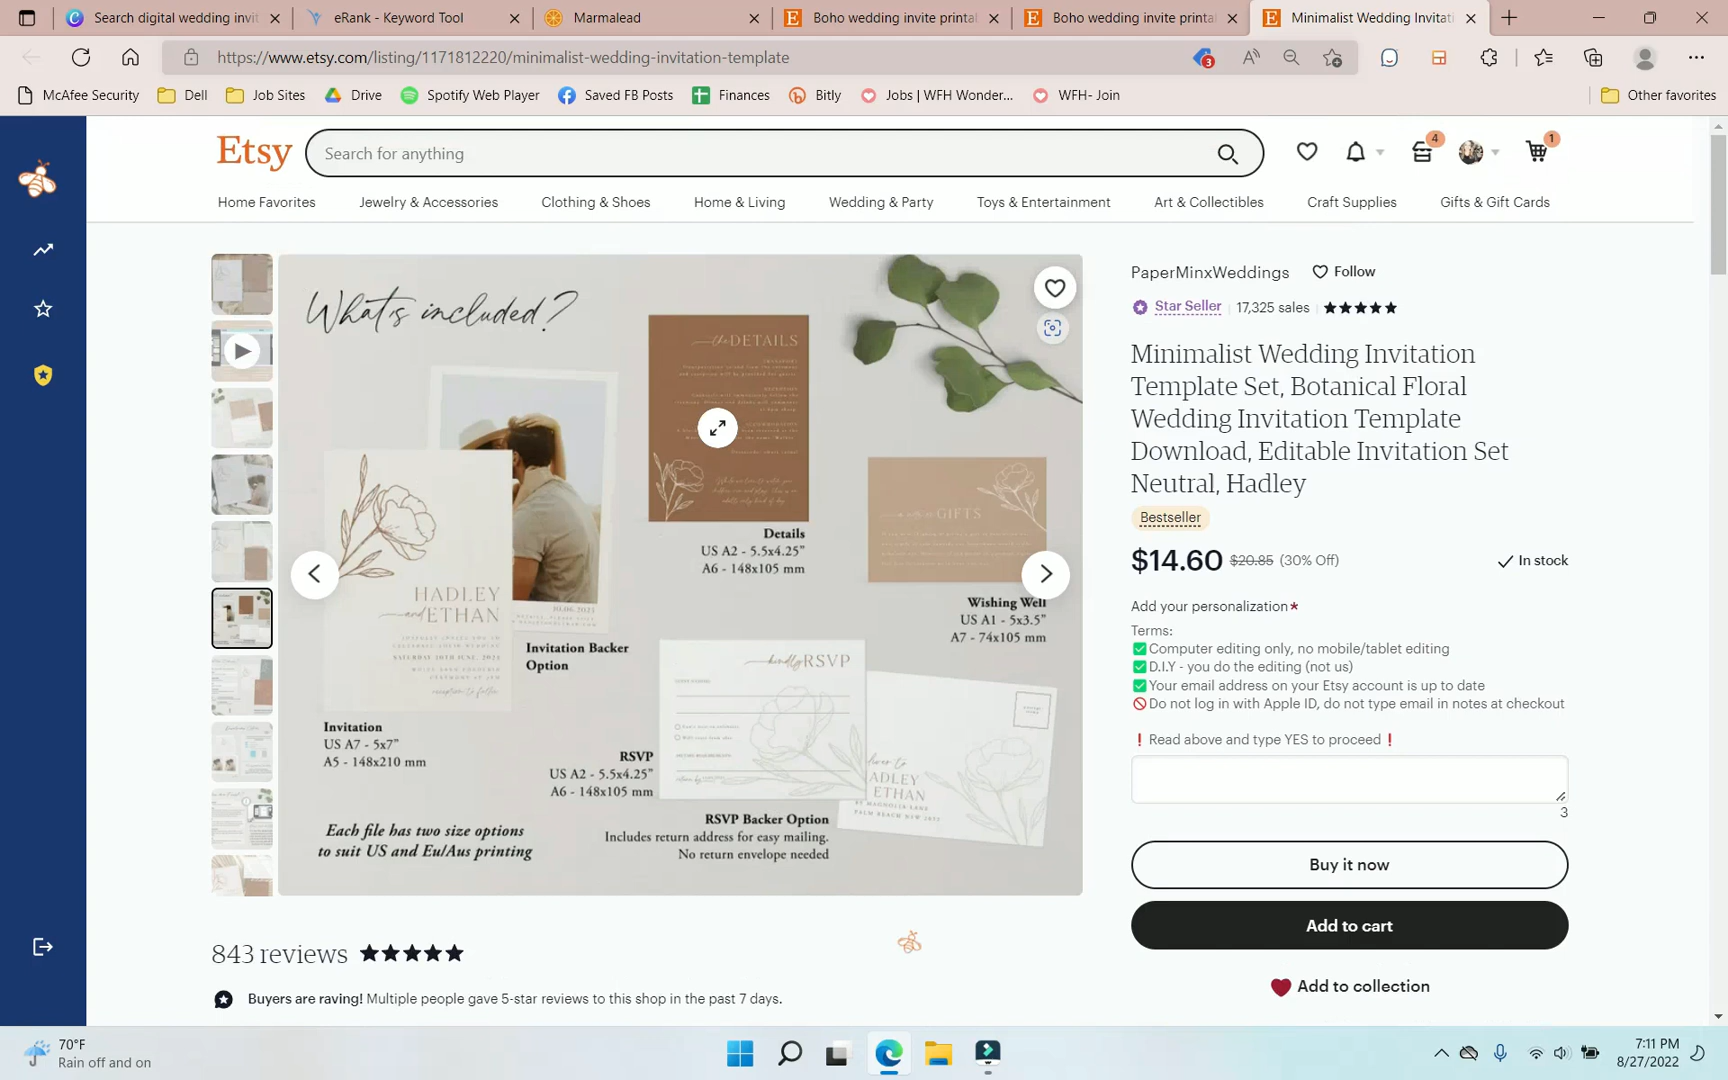 Search digital wedding invit
eRank - Keyword Tool
Marmalead
Boho wedding invite printa
Boho wedding invite printa
Minimalist Wedding Invitati
https://www.etsy.com/listing/1171812220/minimalist-wedding-invitation-template
3
McAfee Security
Dell
Job Sites
Drive
Spotify Web Player
Saved FB Posts
Finances
Bitly
Jobs | WFH Wonder...
WFH- Join
Other favorites
Etsy
Search for anything
4
1
Home Favorites
Jewelry & Accessories
Clothing & Shoes
Home & Living
Wedding & Party
Toys & Entertainment
Art & Collectibles
Craft Supplies
Gifts & Gift Cards
What's included?
the DETAILS
Details
US A2 - 5.5x4.25"
A6 - 148x105 mm
GIFTS
Wishing Well
US A1 - 5x3.5"
A7 - 74x105 mm
HADLEY
and ETHAN
Invitation Backer
Option
Invitation
US A7 - 5x7"
A5 - 148x210 mm
kindly RSVP
RSVP
US A2 - 5.5x4.25"
A6 - 148x105 mm
RSVP Backer Option
Includes return address for easy mailing.
No return envelope needed
Each file has two size options
to suit US and Eu/Aus printing
PaperMinxWeddings
Follow
Star Seller
17,325 sales
Minimalist Wedding Invitation
Template Set, Botanical Floral
Wedding Invitation Template
Download, Editable Invitation Set
Neutral, Hadley
Bestseller
$14.60 $20.85 (30% Off)
In stock
Add your personalization *
Terms:
✅Computer editing only, no mobile/tablet editing
✅D.I.Y - you do the editing (not us)
✅Your email address on your Etsy account is up to date
🚫Do not log in with Apple ID, do not type email in notes at checkout
❗Read above and type YES to proceed❗
3
Buy it now
Add to cart
Add to collection
843 reviews
Buyers are raving! Multiple people gave 5-star reviews to this shop in the past 7 days.
70°F
Rain off and on
7:11 PM
8/27/2022